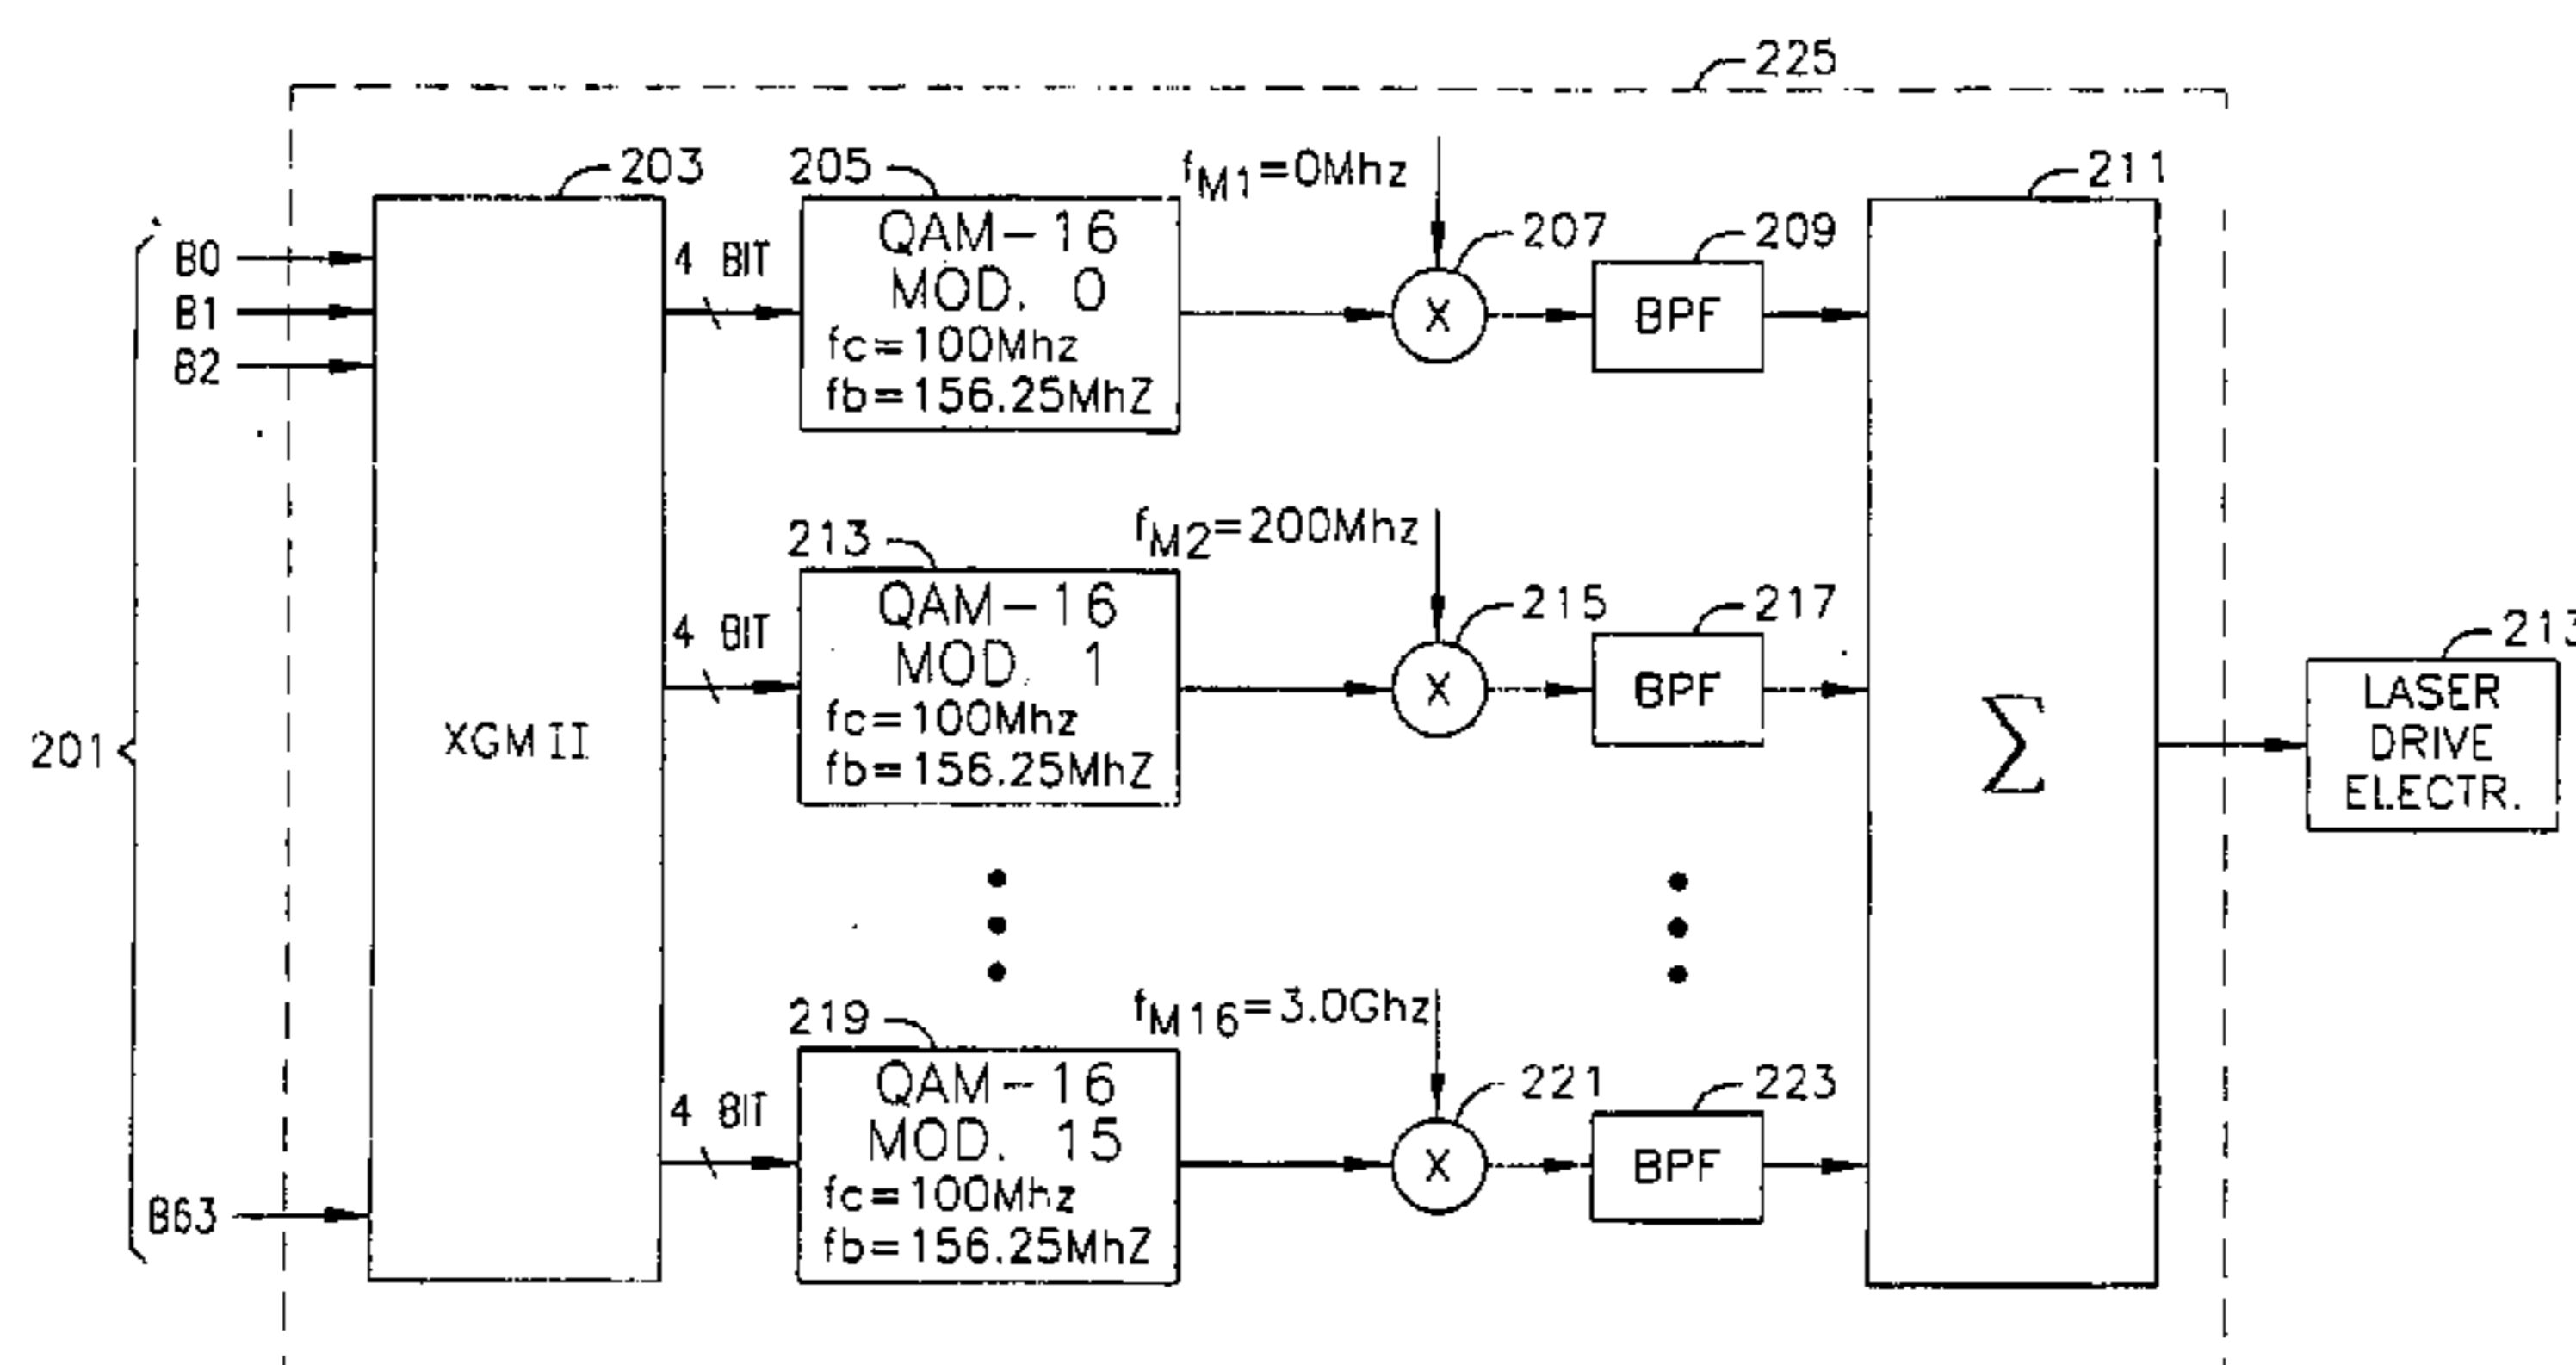 225
203
205
fM1=0Mhz
211
B0
B1
B2
4 BIT
QAM-16
MOD. 0
fc=100Mhz
fb=156.25MhZ
X
207
209
BPF
213
fM2=200Mhz
4 BIT
QAM-16
MOD. 1
fc=100Mhz
fb=156.25MhZ
X
215
217
BPF
201
XGMII
Σ
213
LASER
DRIVE
ELECTR.
219
fM16=3.0Ghz
4 BIT
QAM-16
MOD. 15
fc=100Mhz
fb=156.25MhZ
X
221
223
BPF
B63